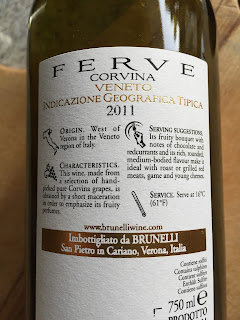 FERVE
CORVINA
VENETO
INDICAZIONE GEOGRAFICA TIPICA
2011
ORIGIN. West of
Verona in the Veneto
region of Italy.
CHARACTERISTICS.
This wine, made from
a selection of hand-
picked pure Corvina grapes, is
obtained by a short maceration
in order to emphasize its fruity
perfumes.
SERVING SUGGESTIONS.
Its fruity bouquet with
notes of chocolate and
redcurrants and its rich, rounded,
medium-bodied flavour make it
ideal with roast or grilled red
meats, game and young cheeses.
SERVICE. Serve at 16°C
(61°F)
www.brunelliwine.com
Imbottigliato da BRUNELLI
San Pietro in Cariano, Verona, Italia
750 ml e
PRODOTTO